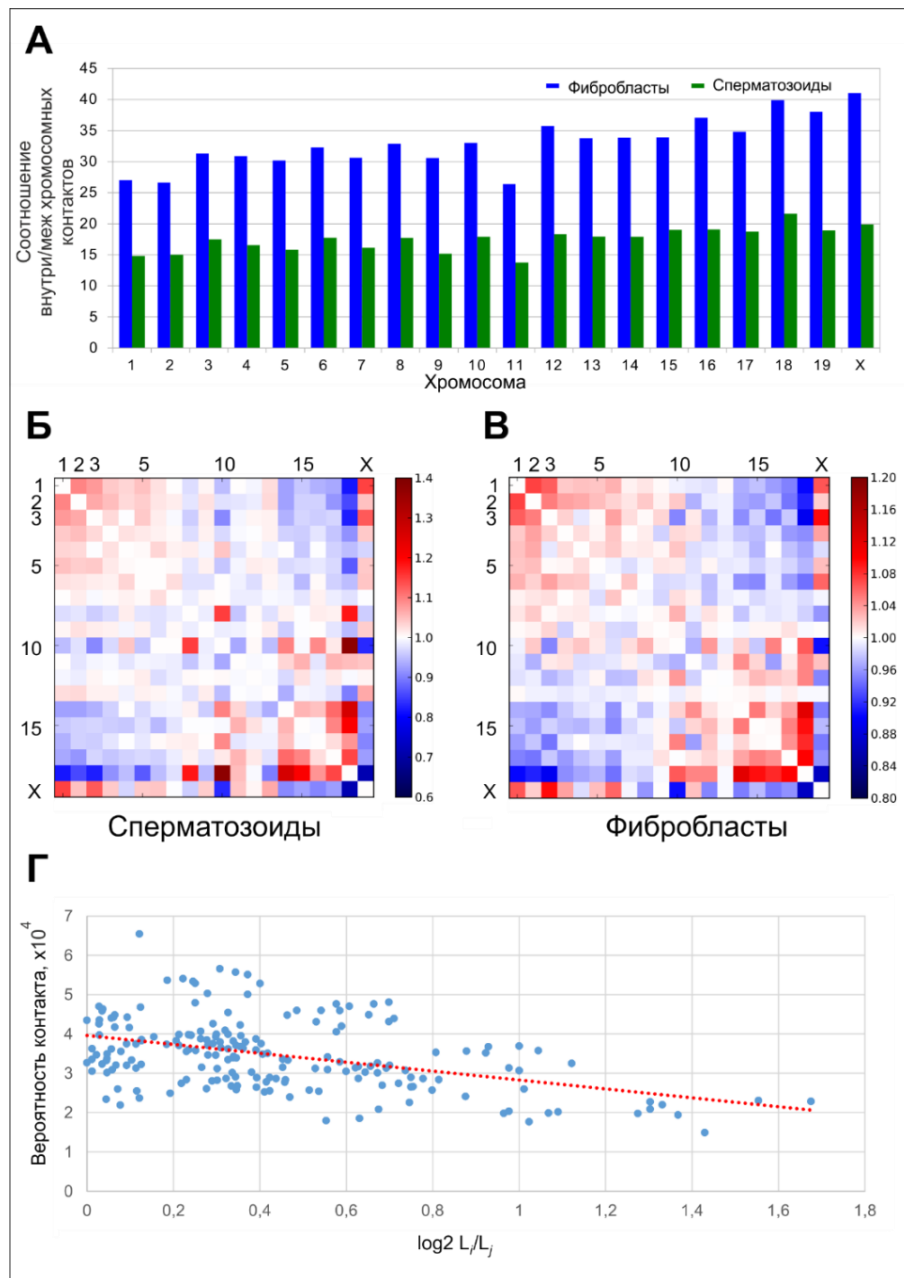 А
Соотношение
внутри/меж хромосомных
контактов
45
40
35
30
25
20
15
10
5
0
Фибробласты
Сперматозоиды
1 2 3 4 5 6 7 8 9 10 11 12 13 14 15 16 17 18 19 X
Хромосома
Б
1 2 3 5 10 15 X
1
2
3
5
10
15
X
1.4
1.3
1.2
1.1
1.0
0.9
0.8
0.7
0.6
Сперматозоиды
В
1 2 3 5 10 15 X
1
2
3
5
10
15
X
1.20
1.16
1.12
1.08
1.04
1.00
0.96
0.92
0.88
0.84
0.80
Фибробласты
Г
Вероятность контакта, x10⁴
7
6
5
4
3
2
1
0
0 0,2 0,4 0,6 0,8 1 1,2 1,4 1,6 1,8
log2 Lᵢ/Lⱼ